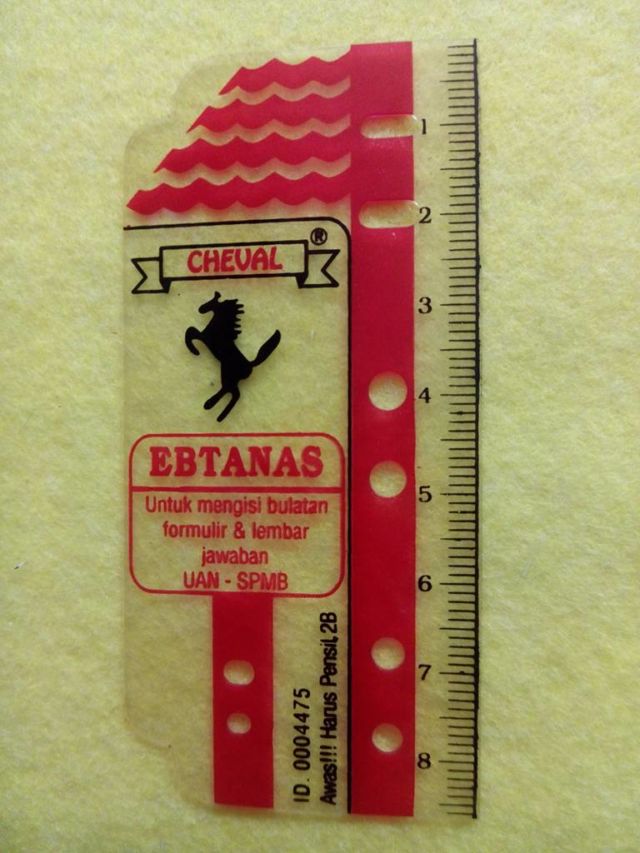 CHEVAL ®
EBTANAS
Untuk mengisi bulatan
formulir & lembar
jawaban
UAN - SPMB
ID. 0004475
Awas!!! Harus Pensil, 2B
1
2
3
4
5
6
7
8